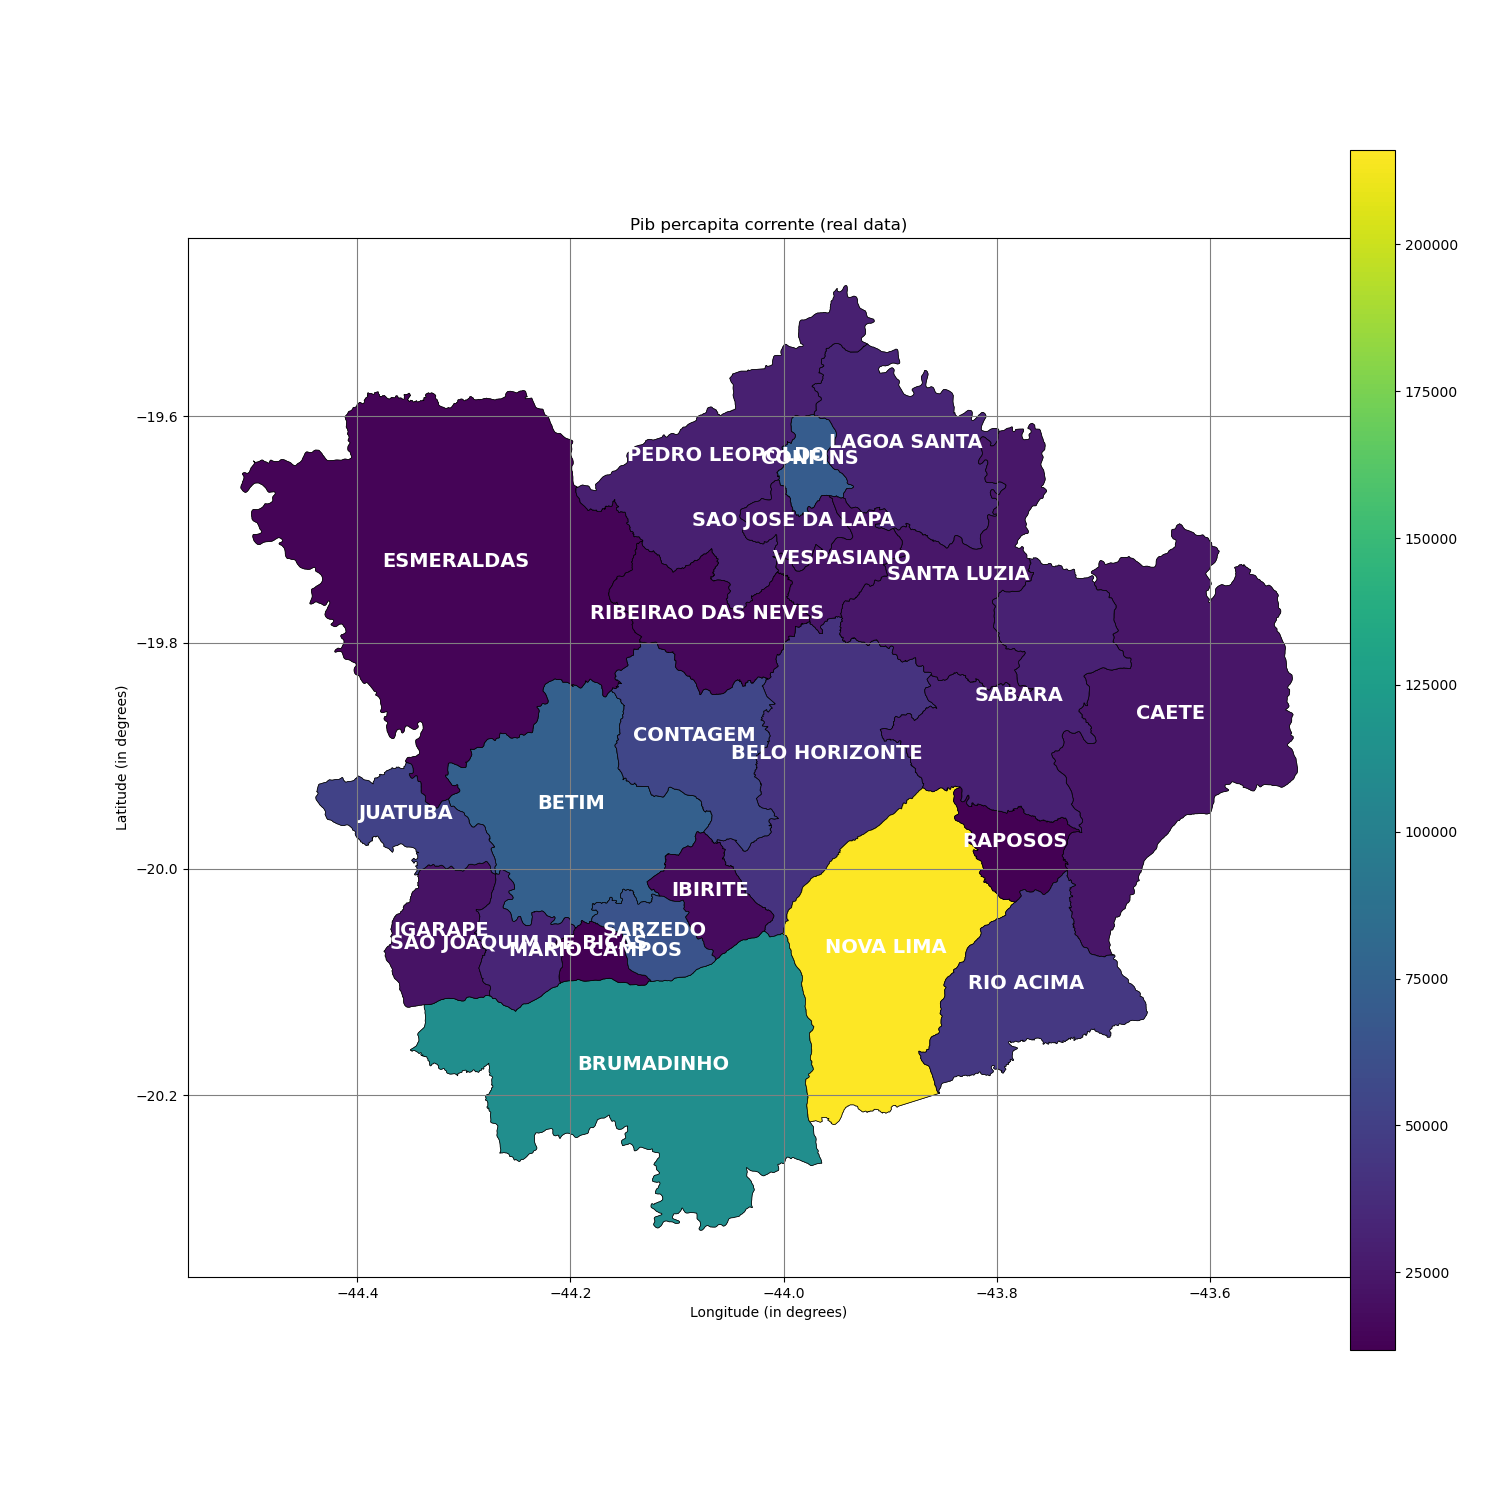 Pib percapita corrente (real data)
200000
175000
150000
125000
100000
75000
50000
25000
LAGOA SANTA
PEDRO LEOPOLDO
CONFINS
SAO JOSE DA LAPA
VESPASIANO
ESMERALDAS
SANTA LUZIA
RIBEIRAO DAS NEVES
SABARA
CAETE
CONTAGEM
BELO HORIZONTE
BETIM
JUATUBA
RAPOSOS
IBIRITE
IGARAPE
SARZEDO
SAO JOAQUIM DE BICAS
MARIO CAMPOS
NOVA LIMA
RIO ACIMA
BRUMADINHO
−19.6
−19.8
−20.0
−20.2
Latitude (in degrees)
−44.4
−44.2
−44.0
−43.8
−43.6
Longitude (in degrees)